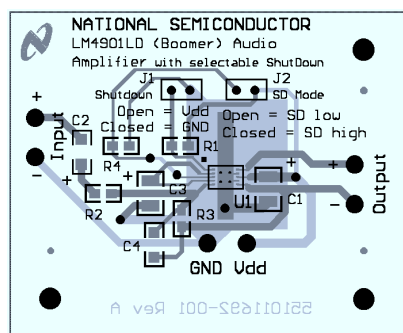 NATIONAL SEMICONDUCTOR
LM4901LD (Boomer) Audio
Amplifier with selectable ShutDown
J1
J2
Shutdown
SD Mode
Open = Vdd
Closed = GND
Open = SD low
Closed = SD high
+
C2
Input
-
R4
R1
+
R2
+
C3
R3
C4
U1
+
C1
+
-
Output
GND Vdd
551011692-001 Rev A